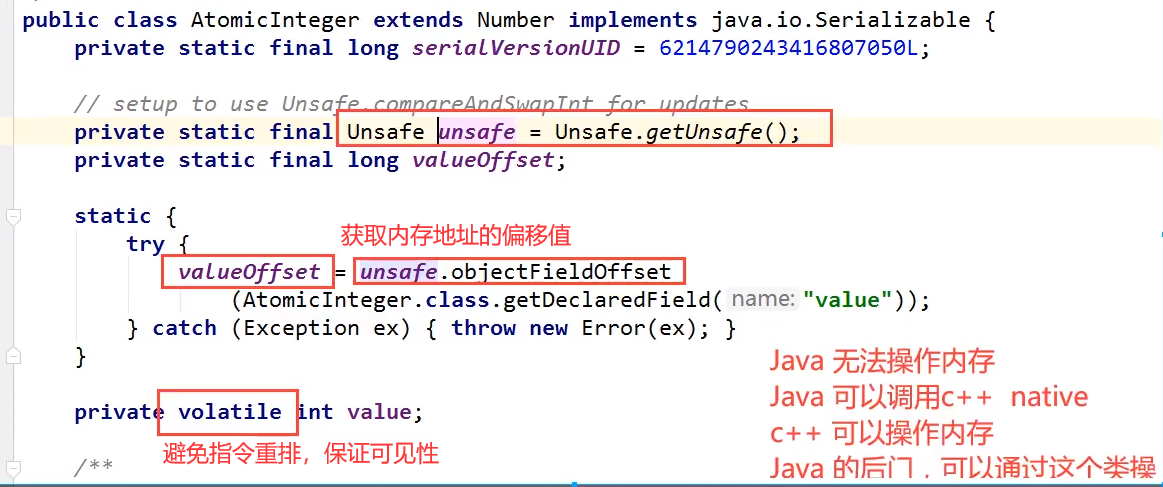 public class AtomicInteger extends Number implements java.io.Serializable {
private static final long serialVersionUID = 6214790243416807050L;
// setup to use Unsafe.compareAndSwapInt for updates
private static final Unsafe unsafe = Unsafe.getUnsafe();
private static final long valueOffset;
static {
获取内存地址的偏移值
try {
valueOffset = unsafe.objectFieldOffset
(AtomicInteger.class.getDeclaredField( name: "value"));
} catch (Exception ex) { throw new Error(ex); }
}
Java 无法操作内存
Java 可以调用c++ native
private volatile int value;
c++ 可以操作内存
避免指令重排，保证可见性
/**
Java 的后门，可以通过这个类操